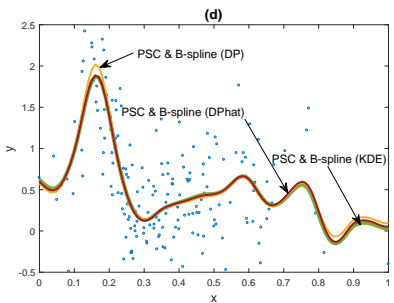 (d)
2.5
2
1.5
1
0.5
0
-0.5
y
PSC & B-spline (DP)
PSC & B-spline (DPhat)
PSC & B-spline (KDE)
0 0.1 0.2 0.3 0.4 0.5 0.6 0.7 0.8 0.9 1
x